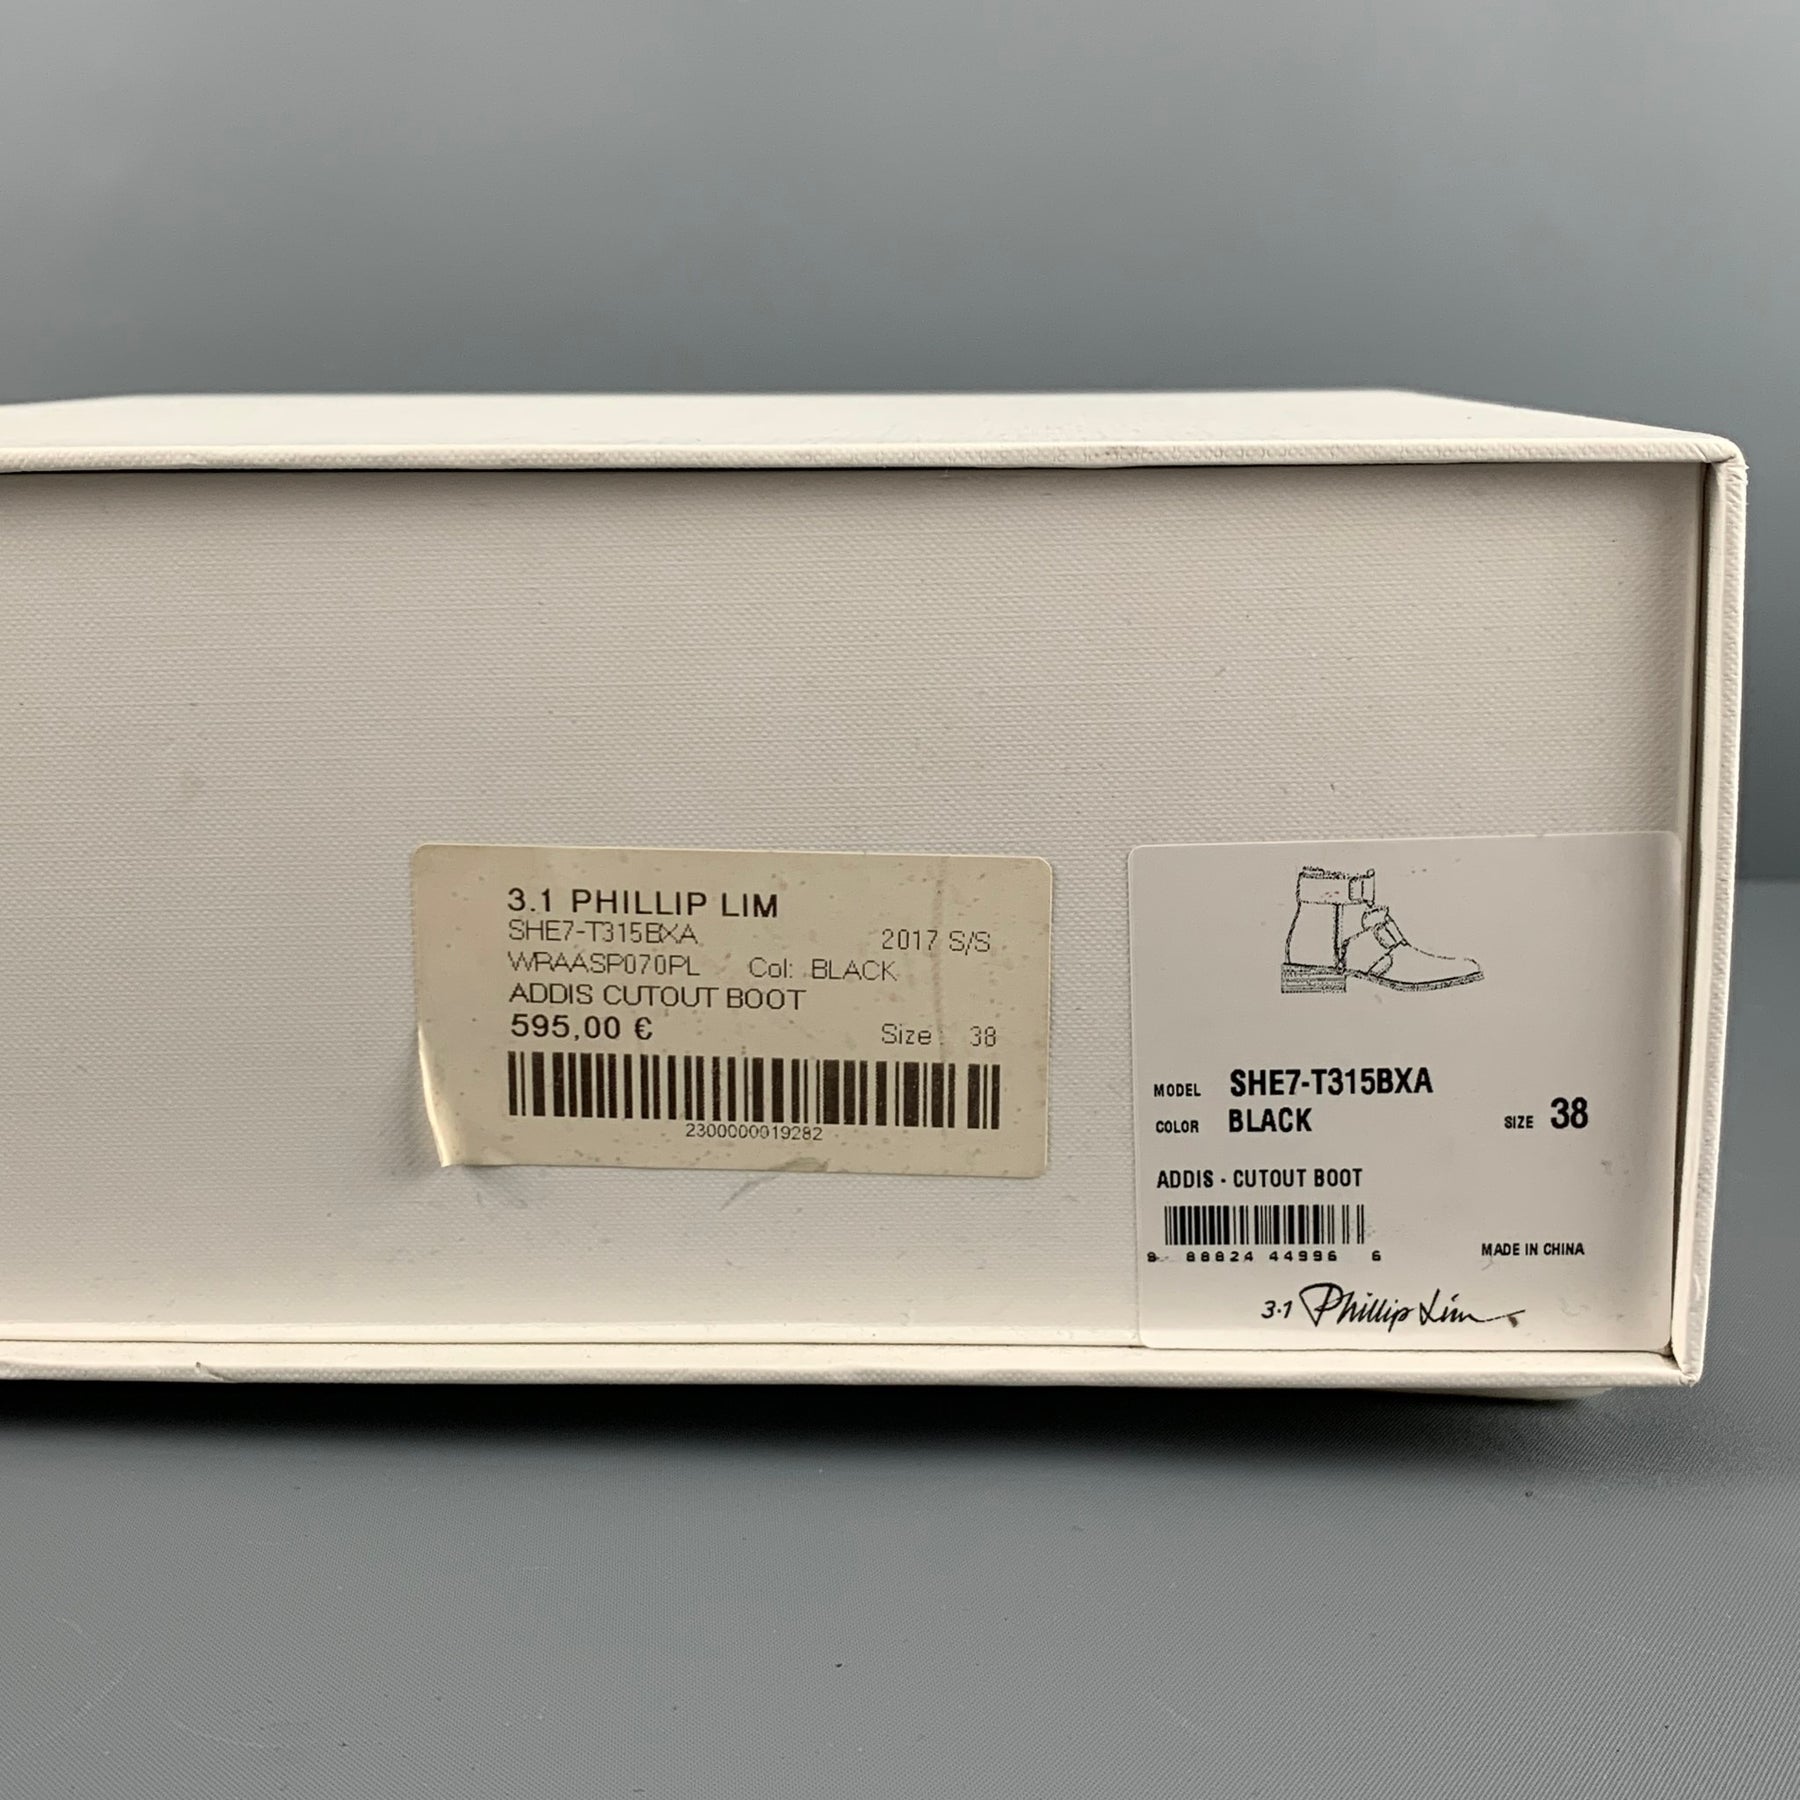 3.1 PHILLIP LIM
SHE7-T315BXA 2017 S/S
WRAASP070PL Col: BLACK
ADDIS CUTOUT BOOT
595,00 € Size: 38
2300000019282
MODEL SHE7-T315BXA
COLOR BLACK SIZE 38
ADDIS - CUTOUT BOOT
8 88824 44996 6
MADE IN CHINA
3.1 Phillip Lim